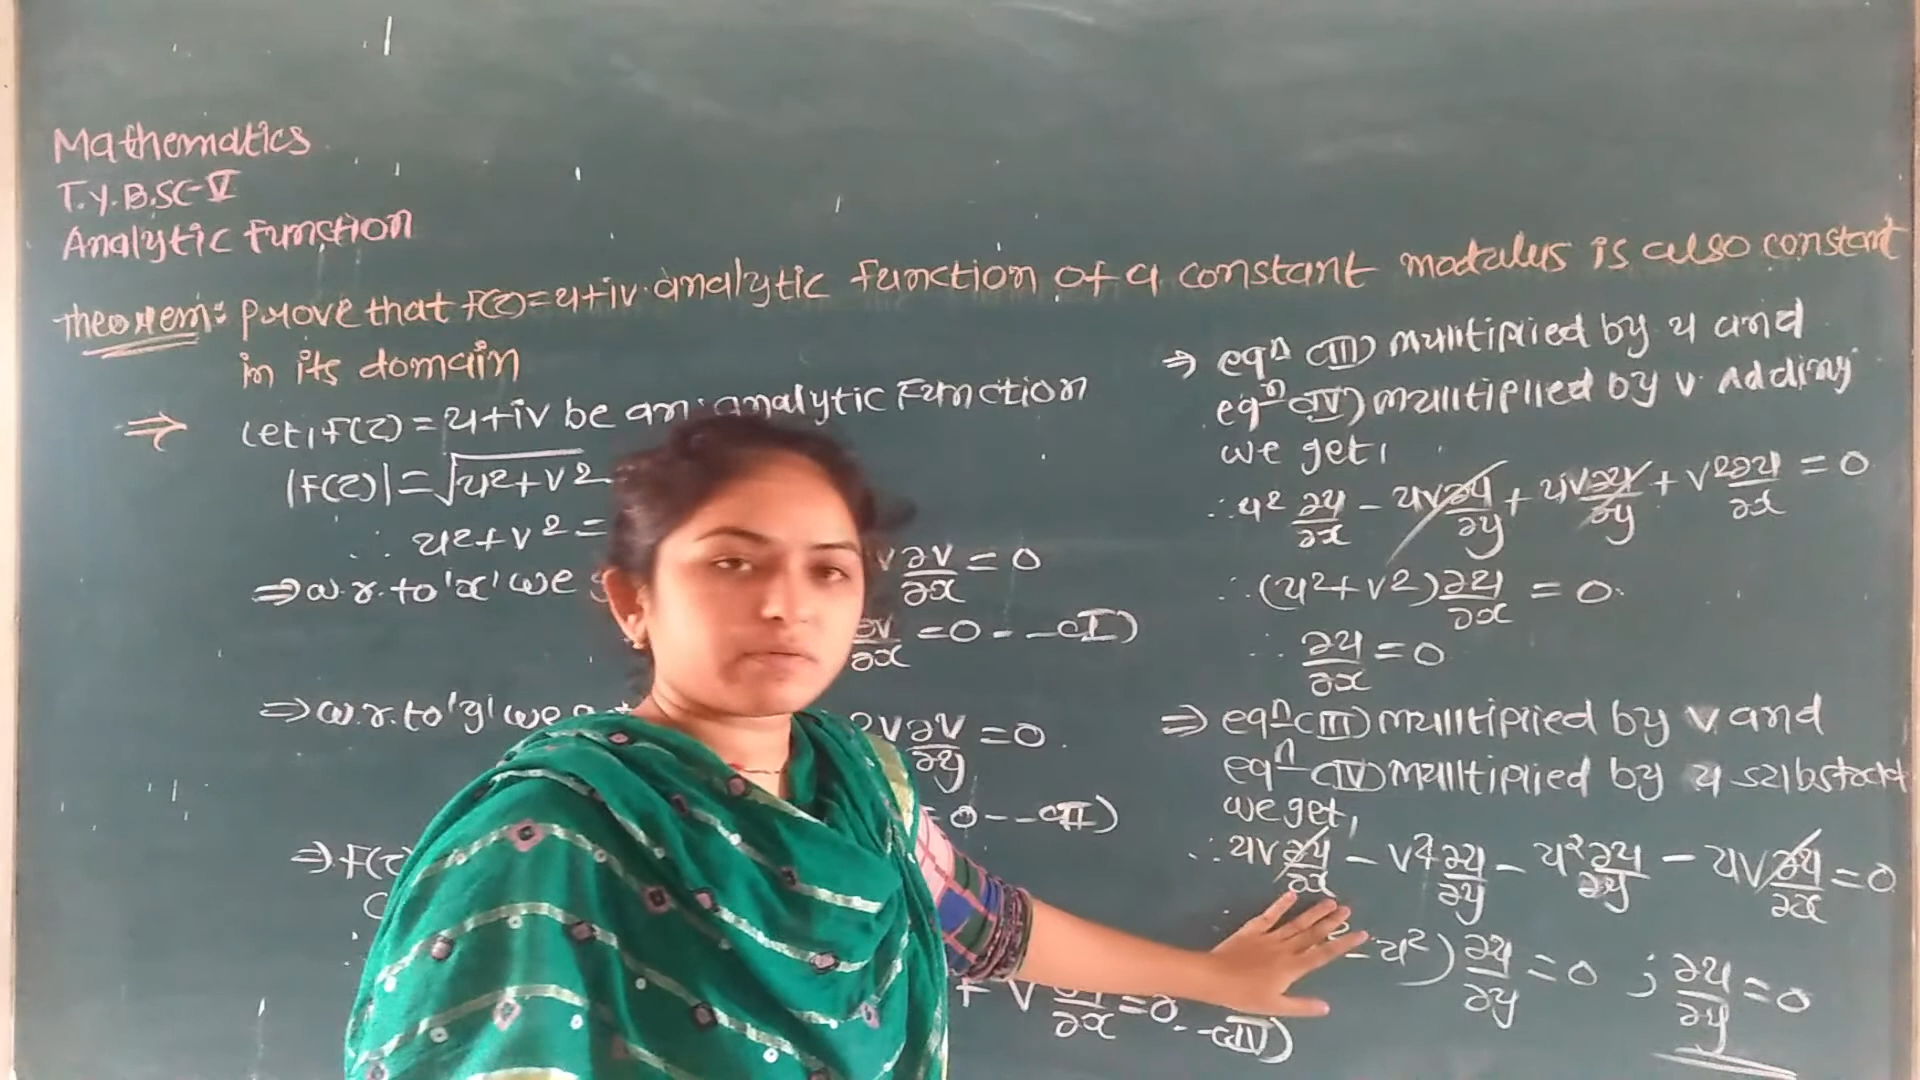 Mathematics
T.Y.B.SC-V
Analytic Function
Theorem: prove that f(z)=u+iv analytic function of a constant modulus is also constant
in its domain
⇒ Let, f(z) = u+iv be an analytic Function
|F(z)| = √u²+v²
∴ u²+v² =
⇒ w.r.to 'x' we
v ∂v/∂x = 0
∂v/∂x = 0 - - (I)
⇒ w.r.to 'y' we
2v ∂v/∂y = 0
= 0 - - (II)
⇒ F(z)
+ v ∂u/∂x = 0 - - (IV)
⇒ eqⁿ (III) multiplied by u and
eqⁿ (IV) multiplied by v Adding
we get,
∴ u² ∂u/∂x - uv ∂u/∂y + uv ∂u/∂y + v² ∂u/∂x = 0
∴ (u²+v²) ∂u/∂x = 0
∴ ∂u/∂x = 0
⇒ eqⁿ (III) multiplied by v and
eqⁿ (IV) multiplied by u substract
we get,
∴ uv ∂u/∂x - v² ∂u/∂y - u² ∂u/∂y - uv ∂u/∂x = 0
- u²) ∂u/∂y = 0 ; ∂u/∂y = 0